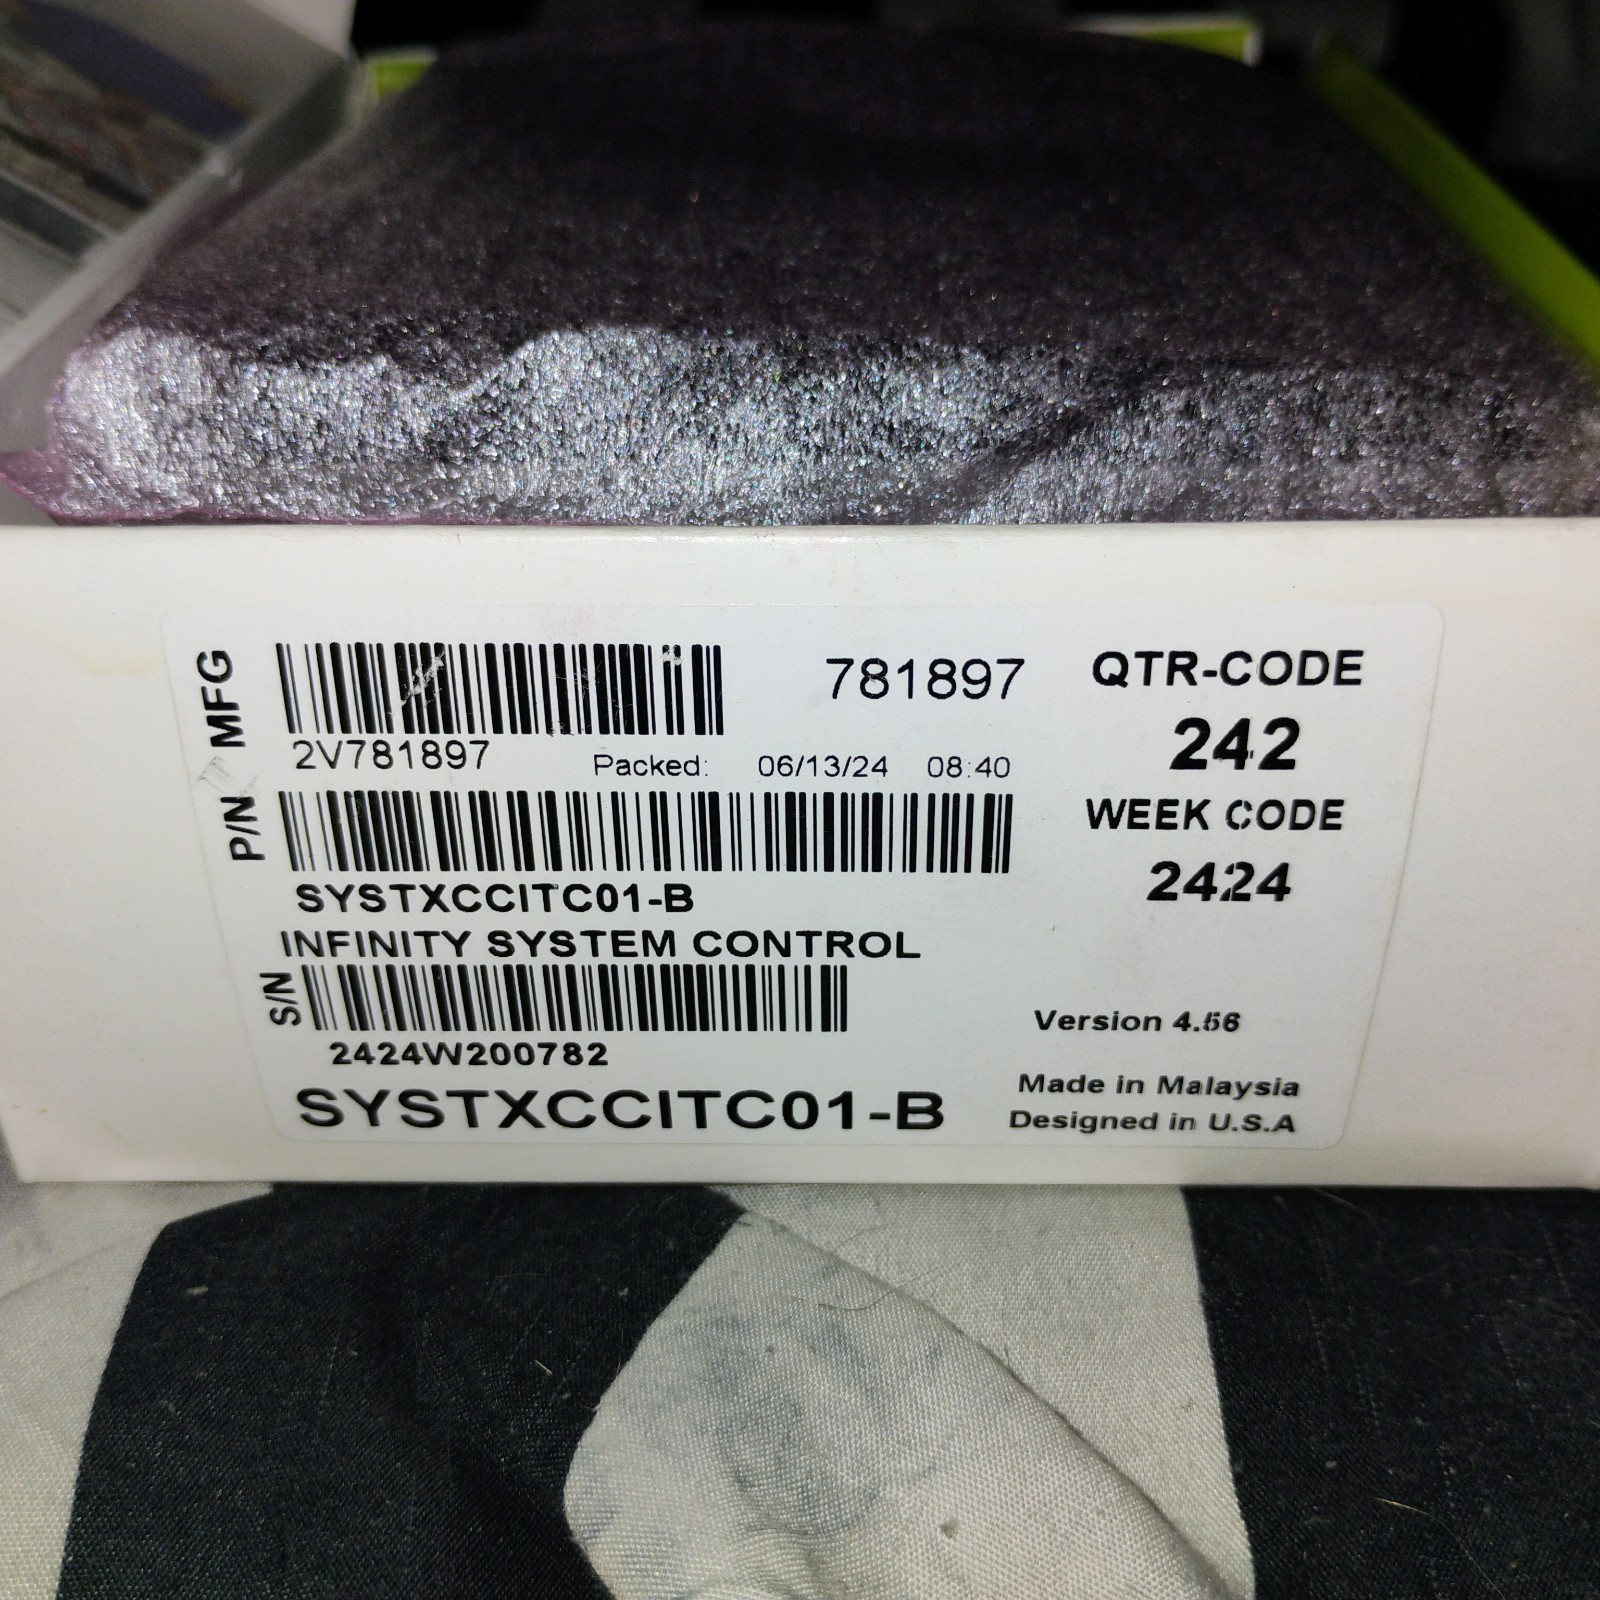 MFG
781897
QTR-CODE
2V781897
Packed: 06/13/24 08:40
242
P/N
WEEK CODE
SYSTXCCITC01-B
2424
INFINITY SYSTEM CONTROL
S/N
Version 4.56
2424W200782
Made in Malaysia
SYSTXCCITC01-B
Designed in U.S.A